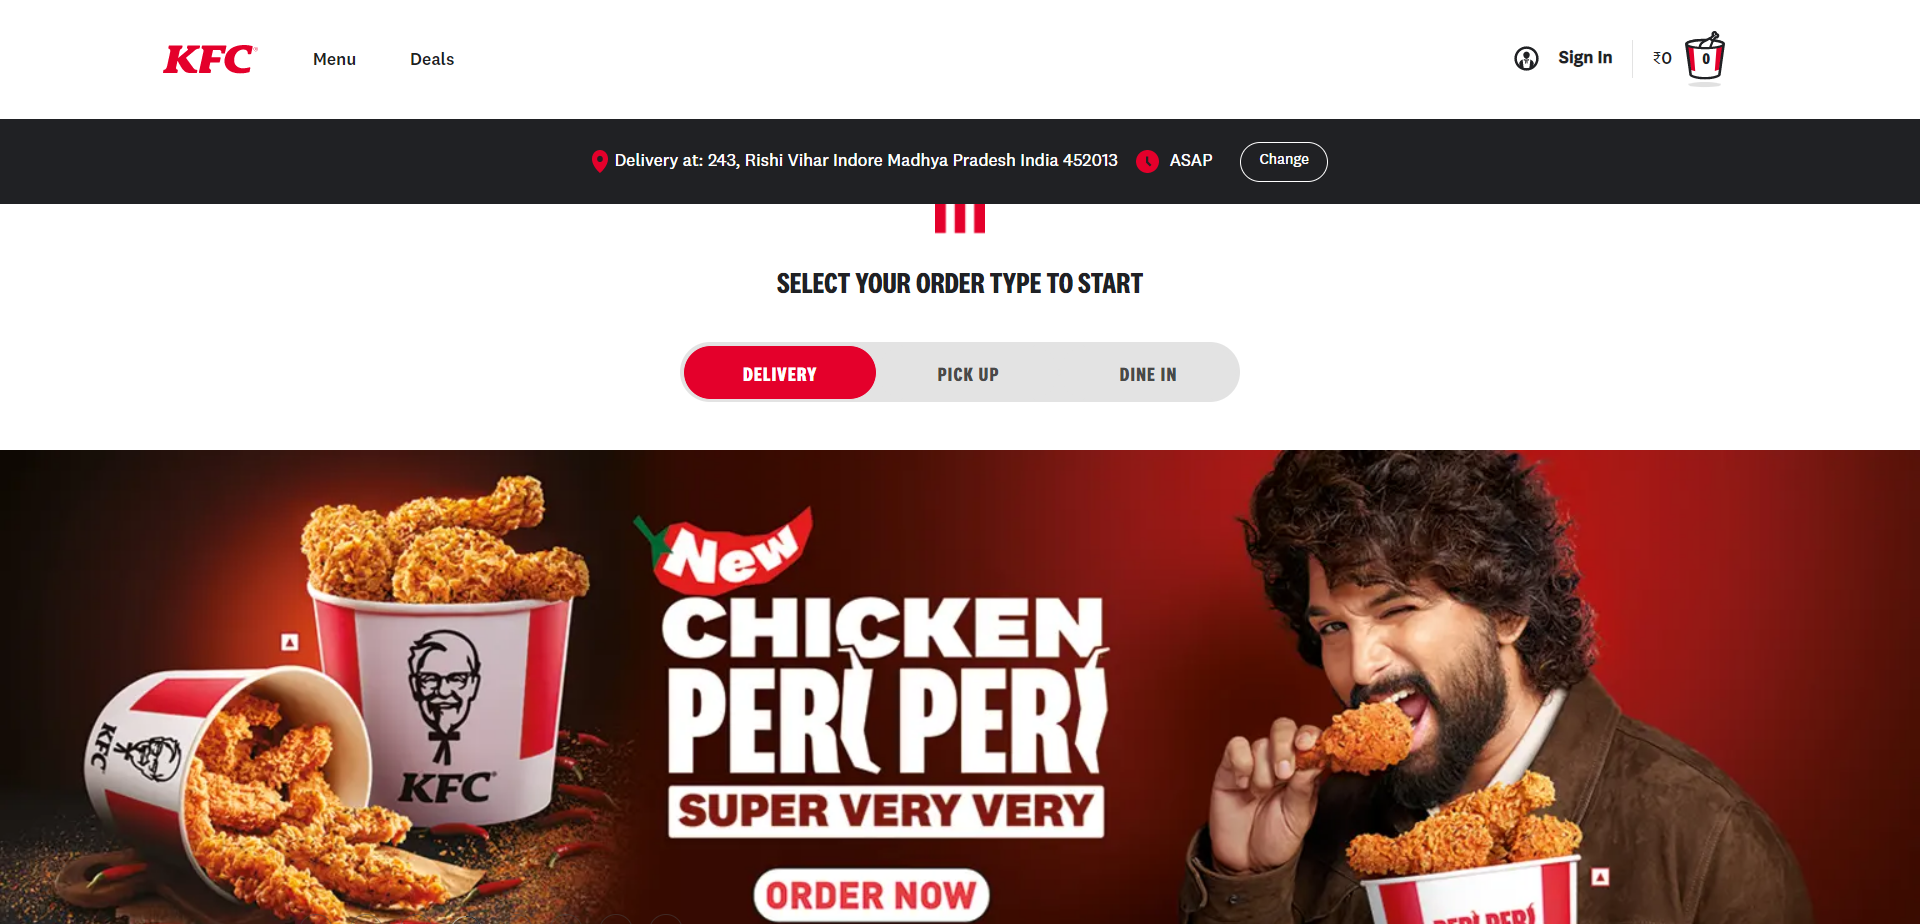 KFC
Menu
Deals
Sign In
₹0
0
Delivery at: 243, Rishi Vihar Indore Madhya Pradesh India 452013
ASAP
Change
SELECT YOUR ORDER TYPE TO START
DELIVERY
PICK UP
DINE IN
New
CHICKEN
PERI PERI
SUPER VERY VERY
ORDER NOW
KFC
KFC
PERI PERI